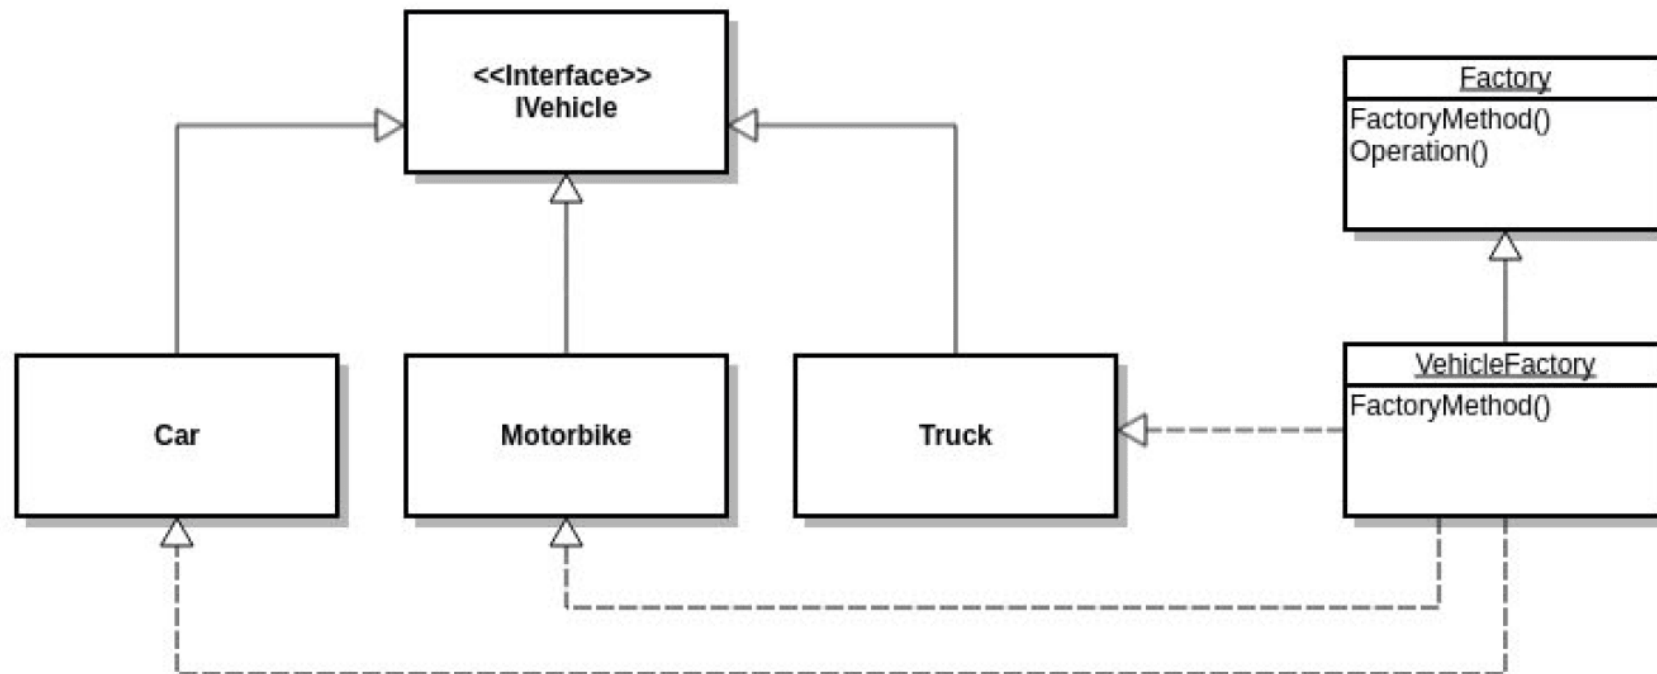 <<Interface>>
IVehicle
Factory
FactoryMethod()
Operation()
Car
Motorbike
Truck
VehicleFactory
FactoryMethod()